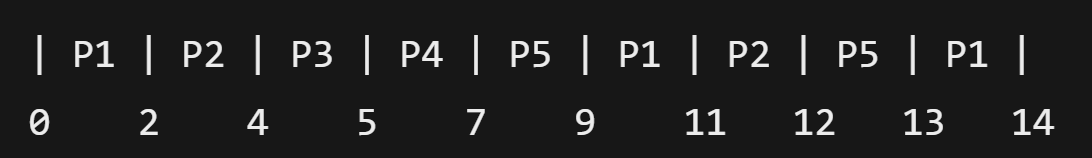 | P1 | P2 | P3 | P4 | P5 | P1 | P2 | P5 | P1 |
0 2 4 5 7 9 11 12 13 14